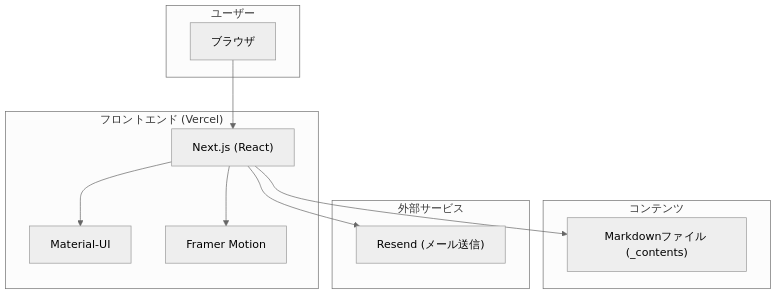 ユーザー
ブラウザ
フロントエンド (Vercel)
Next.js (React)
Material-UI
Framer Motion
外部サービス
Resend (メール送信)
コンテンツ
Markdownファイル
(_contents)